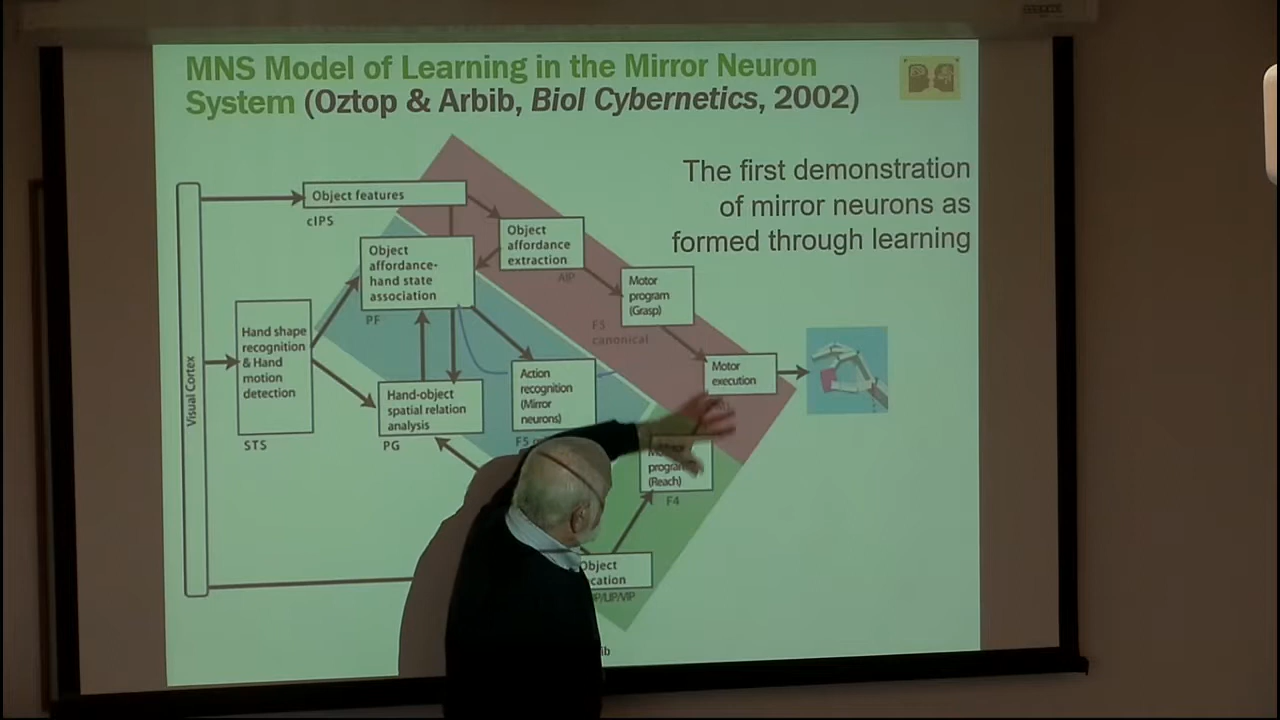 MNS Model of Learning in the Mirror Neuron
System (Oztop & Arbib, Biol Cybernetics, 2002)
The first demonstration
of mirror neurons as
formed through learning
Object features
cIPS
Object
affordance
extraction
AIP
Object
affordance-
hand state
association
PF
Motor
program
(Grasp)
F5
canonical
Hand shape
recognition
& Hand
motion
detection
STS
Visual Cortex
Motor
execution
Action
recognition
(Mirror
neurons)
F5
Hand-object
spatial relation
analysis
PG
(Reach)
F4
Object